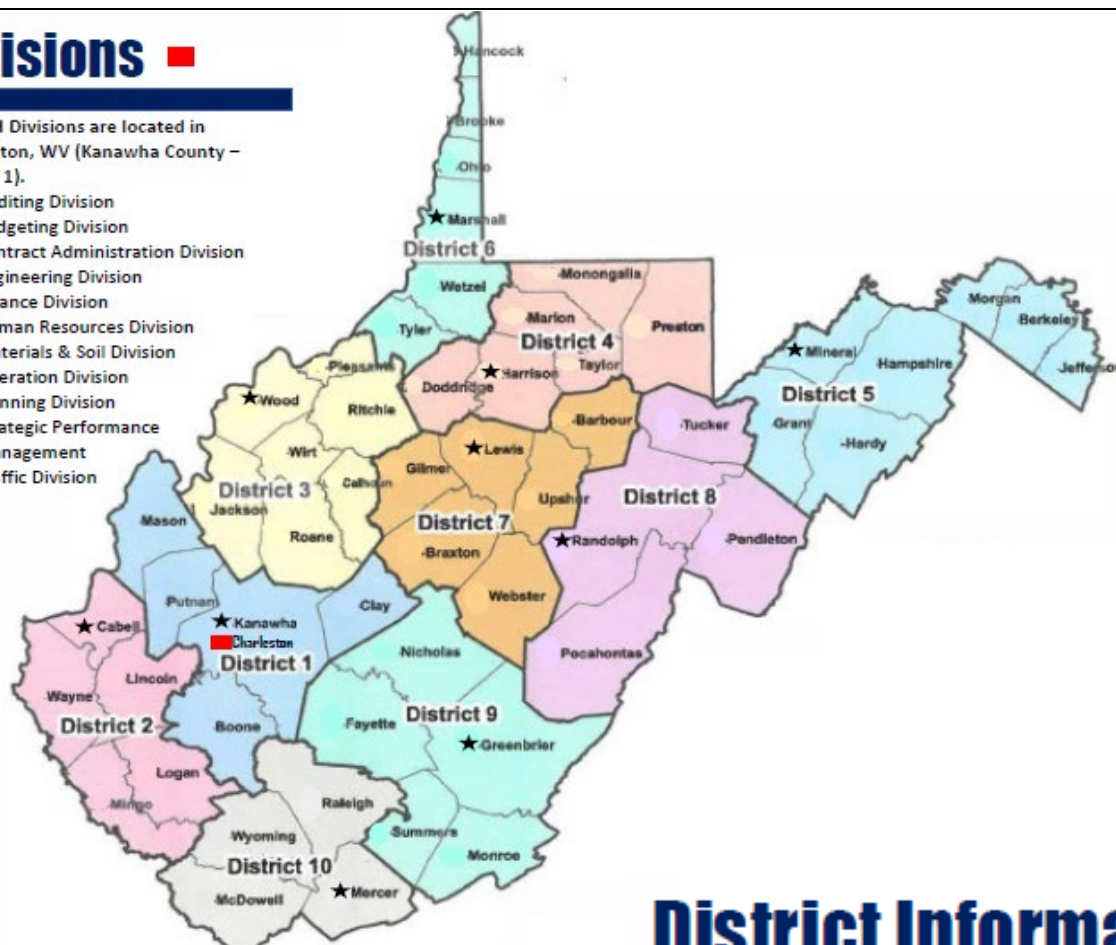 isions
Divisions are located in
ton, WV (Kanawha County –
1).
diting Division
dgeting Division
ntract Administration Division
gineering Division
ance Division
man Resources Division
terials & Soil Division
eration Division
nning Division
ategic Performance
nagement
ffic Division
Hancock
Brooke
Ohio
Marshall
District 6
Wetzel
Tyler
Monongalia
Marion
Preston
District 4
Taylor
Harrison
Doddridge
Morgan
Berkeley
Jefferso
Mineral
Hampshire
District 5
Grant
Hardy
Pleasants
Wood
Ritchie
Wirt
Calhoun
District 3
Jackson
Roane
Barbour
Lewis
Gilmer
Upshur
District 7
Braxton
Webster
Tucker
District 8
Randolph
Pendleton
Pocahontas
Mason
Putnam
Clay
Kanawha
Charleston
District 1
Boone
Cabell
Lincoln
Wayne
District 2
Logan
Mingo
Nicholas
District 9
Fayette
Greenbrier
Summers
Monroe
Raleigh
Wyoming
District 10
McDowell
Mercer
District Informa